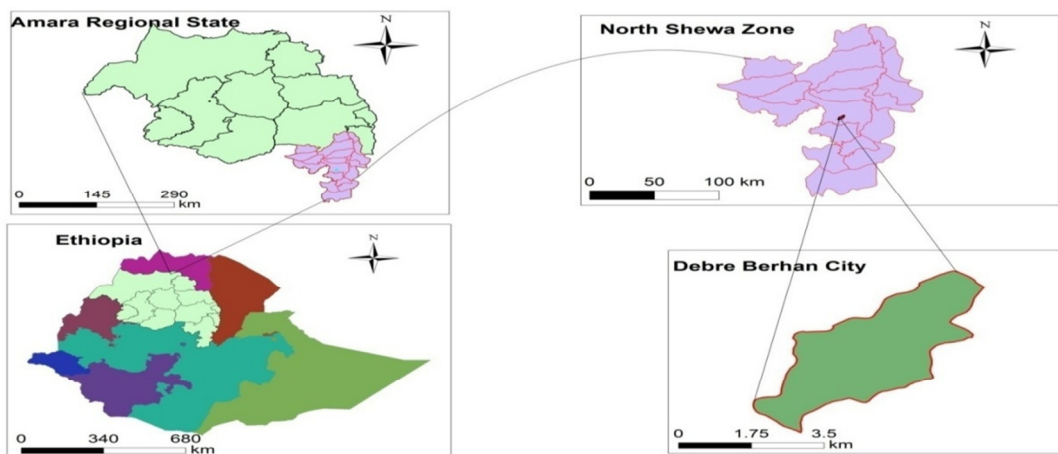 Amara Regional State
N
0 145 290
km
North Shewa Zone
N
0 50 100 km
Ethiopia
N
0 340 680
km
Debre Berhan City
0 1.75 3.5
km